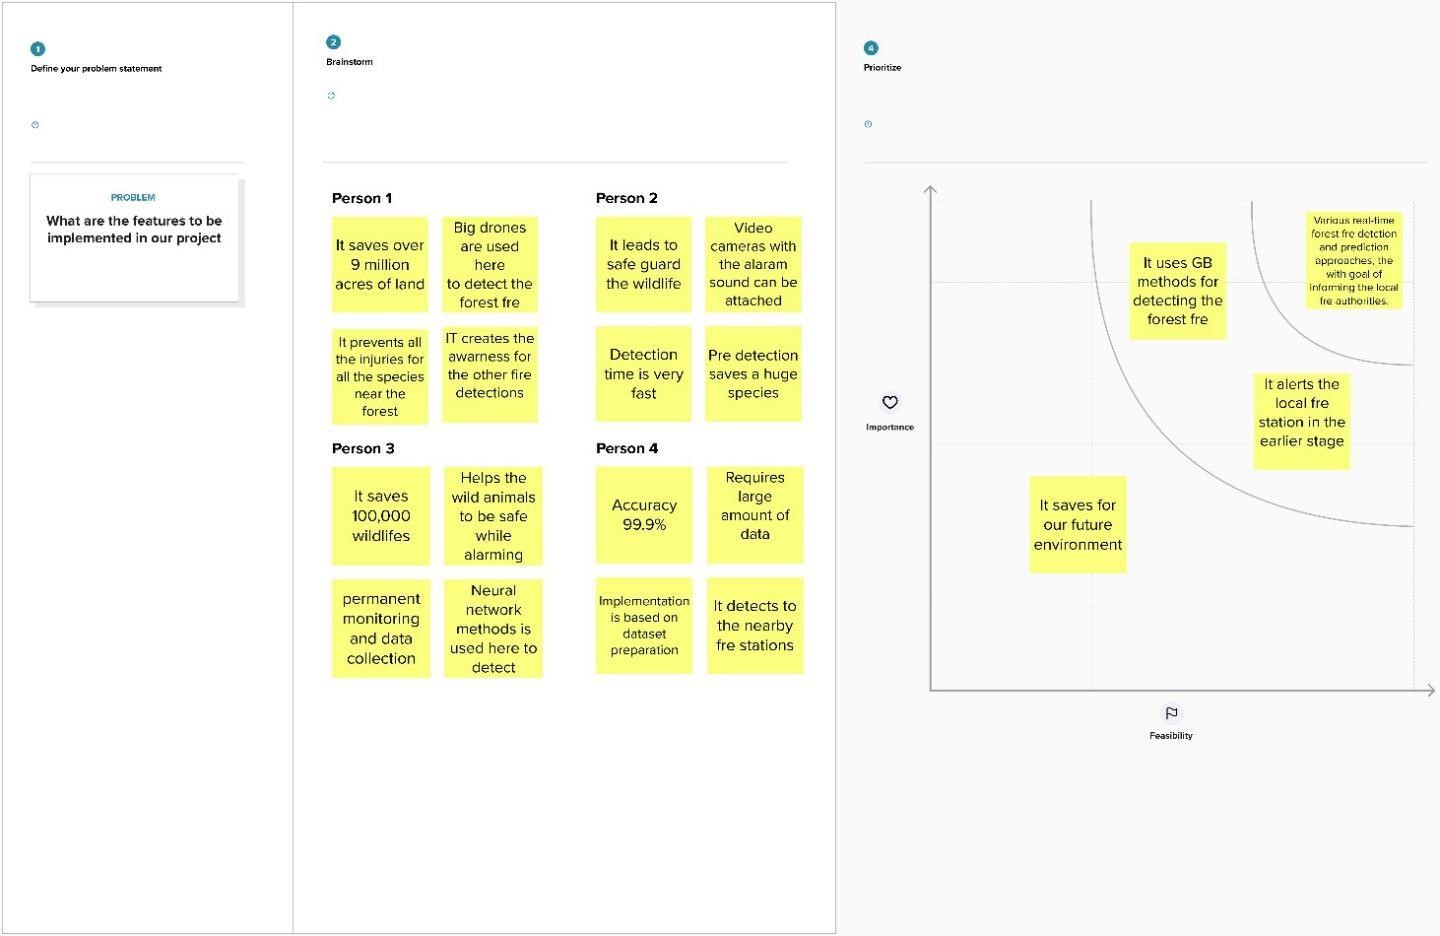 1
Define your problem statement
PROBLEM
What are the features to be
implemented in our project
2
Brainstorm
Person 1
It saves over
9 million
acres of land
Big drones
are used
here
to detect the
forest fre
It prevents all
the injuries for
all the species
near the
forest
IT creates the
awarness for
the other fire
detections
Person 2
It leads to
safe guard
the wildlife
Video
cameras with
the alaram
sound can be
attached
Detection
time is very
fast
Pre detection
saves a huge
species
Person 3
It saves
100,000
wildlifes
Helps the
wild animals
to be safe
while
alarming
permanent
monitoring
and data
collection
Neural
network
methods is
used here to
detect
Person 4
Accuracy
99.9%
Requires
large
amount of
data
Implementation
is based on
dataset
preparation
It detects to
the nearby
fre stations
4
Prioritize
Importance
Various real-time
forest fre detction
and prediction
approaches, the
with goal of
informing the local
fre authorities.
It uses GB
methods for
detecting the
forest fre
It alerts the
local fre
station in the
earlier stage
It saves for
our future
environment
Feasibility